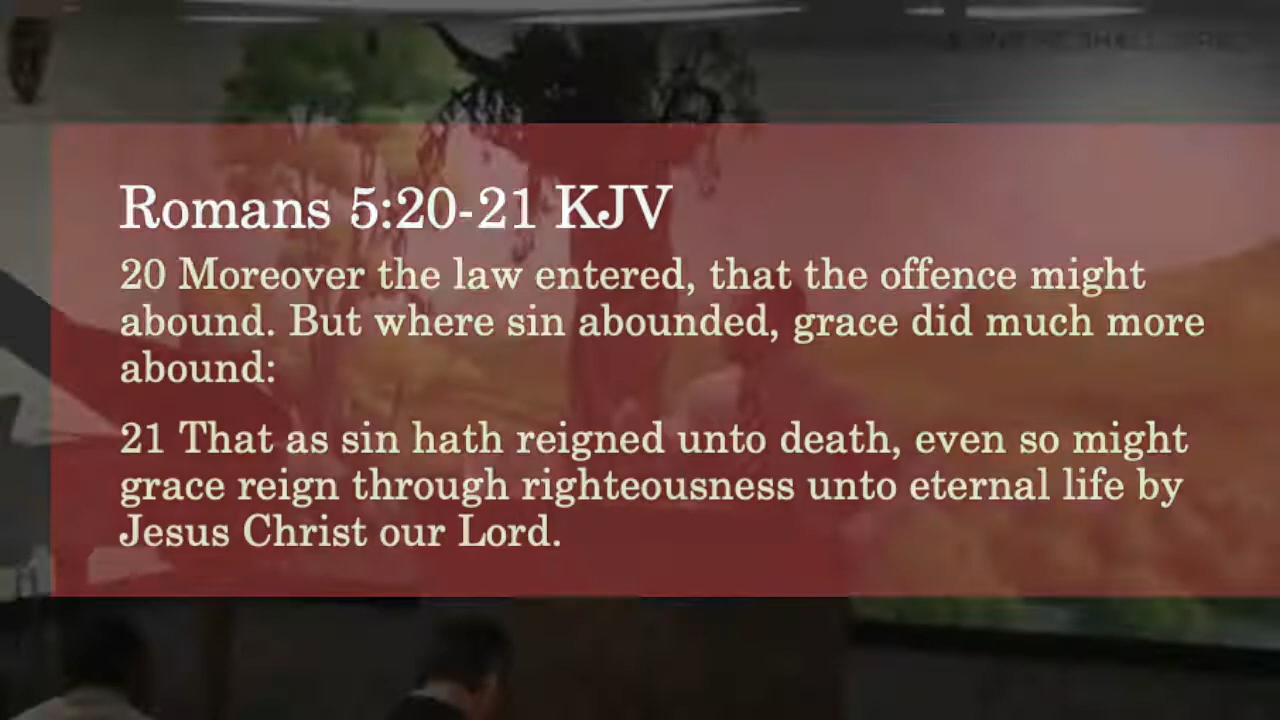 Romans 5:20-21 KJV
20 Moreover the law entered, that the offence might
abound. But where sin abounded, grace did much more
abound:
21 That as sin hath reigned unto death, even so might
grace reign through righteousness unto eternal life by
Jesus Christ our Lord.